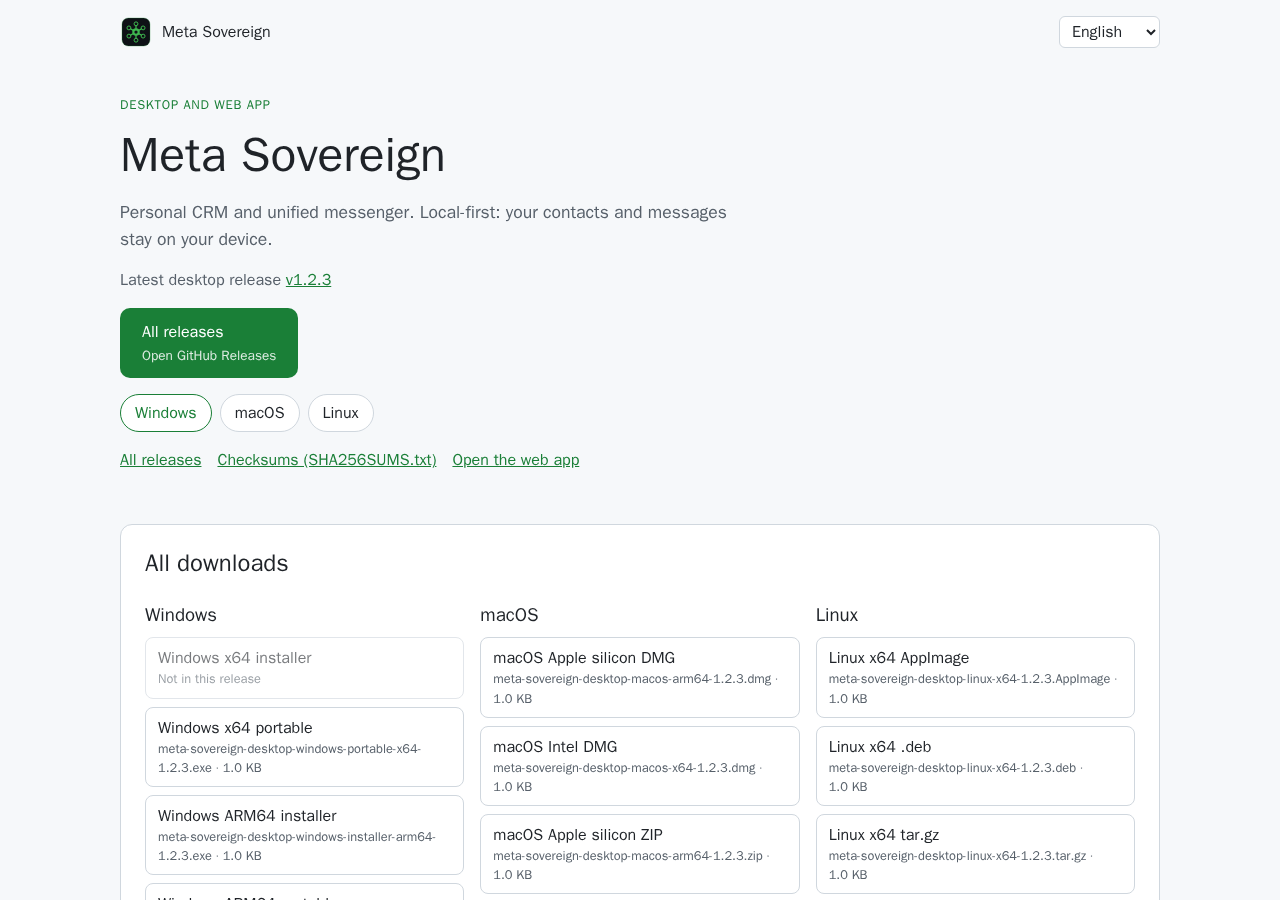 Meta Sovereign
English
DESKTOP AND WEB APP
Meta Sovereign
Personal CRM and unified messenger. Local-first: your contacts and messages
stay on your device.
Latest desktop release v1.2.3
All releases
Open GitHub Releases
Windows
macOS
Linux
All releases
Checksums (SHA256SUMS.txt)
Open the web app
All downloads
Windows
Windows x64 installer
Not in this release
Windows x64 portable
meta-sovereign-desktop-windows-portable-x64-
1.2.3.exe · 1.0 KB
Windows ARM64 installer
meta-sovereign-desktop-windows-installer-arm64-
1.2.3.exe · 1.0 KB
macOS
macOS Apple silicon DMG
meta-sovereign-desktop-macos-arm64-1.2.3.dmg ·
1.0 KB
macOS Intel DMG
meta-sovereign-desktop-macos-x64-1.2.3.dmg ·
1.0 KB
macOS Apple silicon ZIP
meta-sovereign-desktop-macos-arm64-1.2.3.zip ·
1.0 KB
Linux
Linux x64 AppImage
meta-sovereign-desktop-linux-x64-1.2.3.AppImage ·
1.0 KB
Linux x64 .deb
meta-sovereign-desktop-linux-x64-1.2.3.deb ·
1.0 KB
Linux x64 tar.gz
meta-sovereign-desktop-linux-x64-1.2.3.tar.gz ·
1.0 KB